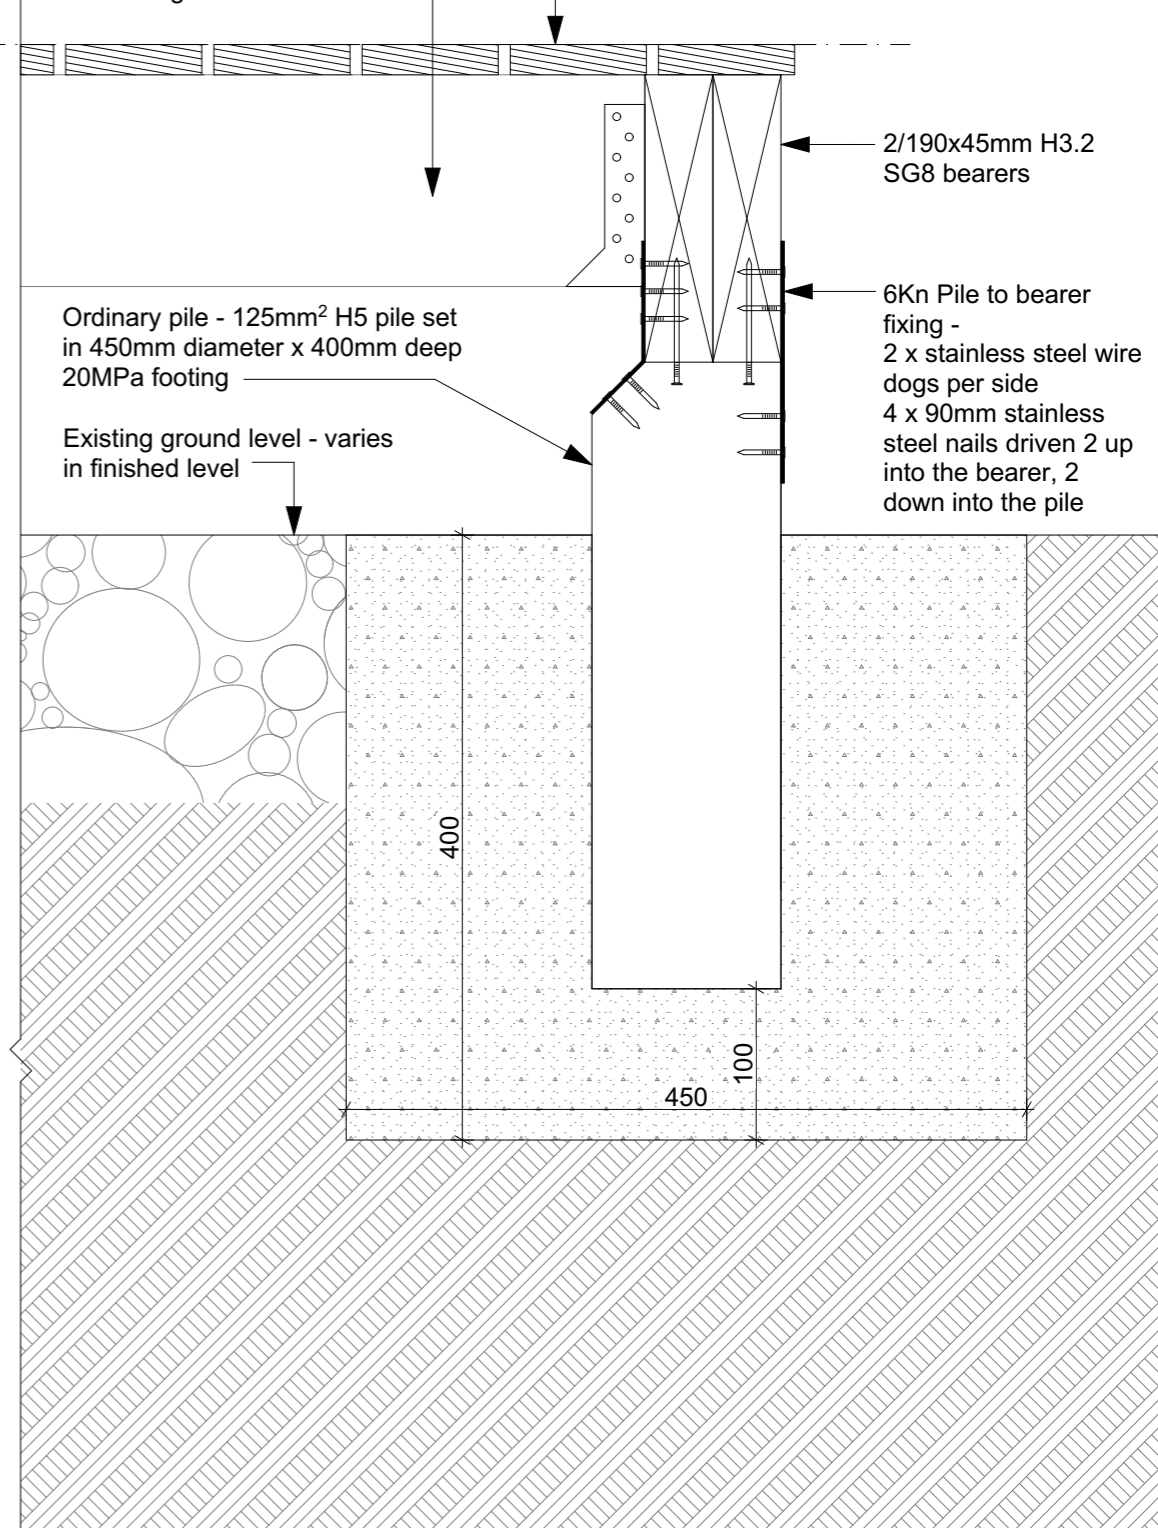 2/190x45mm H3.2
SG8 bearers
6Kn Pile to bearer
fixing -
2 x stainless steel wire
dogs per side
4 x 90mm stainless
steel nails driven 2 up
into the bearer, 2
down into the pile
Ordinary pile - 125mm² H5 pile set
in 450mm diameter x 400mm deep
20MPa footing
Existing ground level - varies
in finished level
400
100
450